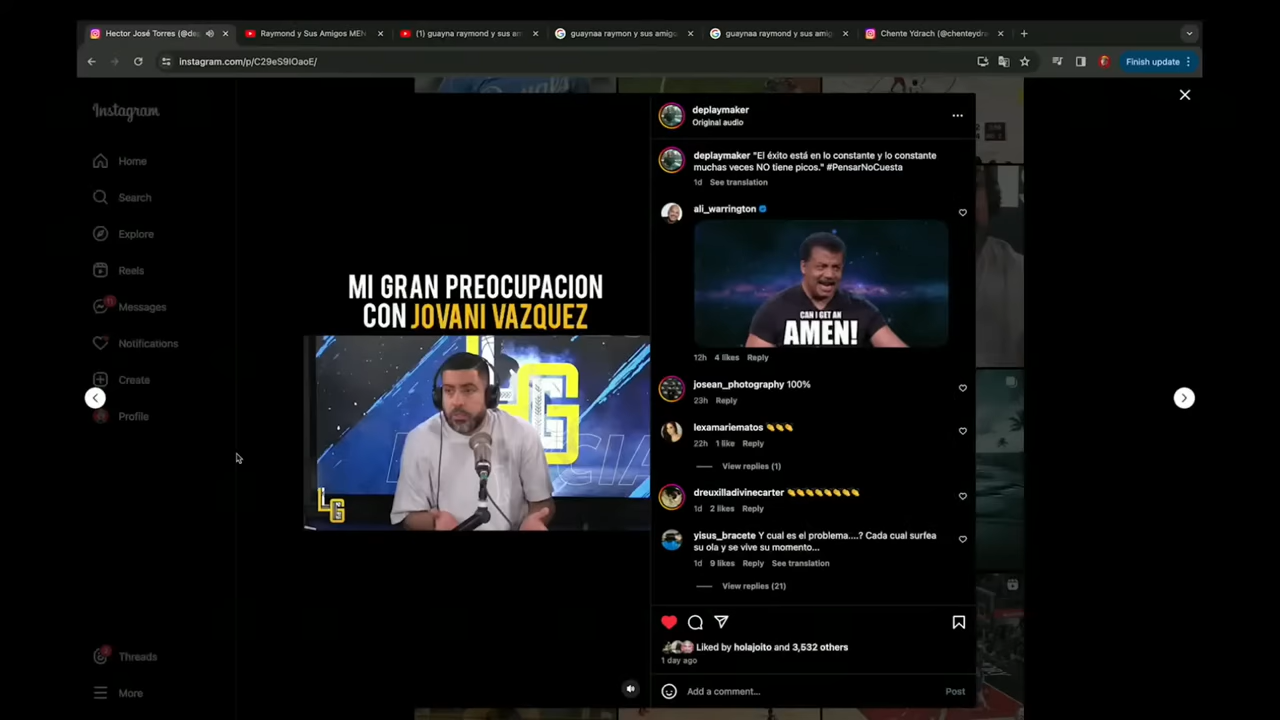 Hector José Torres (@de
Raymond y Sus Amigos MEN
(1) guayna raymond y sus am
guaynaa raymon y sus amigo
guaynaa raymond y sus amig
Chente Ydrach (@chenteydra
instagram.com/p/C29eS9lOaoE/
Finish update
Instagram
Home
Search
Explore
Reels
Messages
Notifications
Create
Profile
Threads
More
MI GRAN PREOCUPACION
CON JOVANI VAZQUEZ
LG
deplaymaker
Original audio
deplaymaker "El éxito está en lo constante y lo constante
muchas veces NO tiene picos." #PensarNoCuesta
1d See translation
ali_warrington
CAN I GET AN
AMEN!
12h 4 likes Reply
josean_photography 100%
23h Reply
lexamariematos 👏👏👏
22h 1 like Reply
View replies (1)
dreuxilladivinecarter 👏👏👏👏👏👏👏👏
1d 2 likes Reply
yisus_bracete Y cual es el problema....? Cada cual surfea
su ola y se vive su momento...
1d 9 likes Reply See translation
View replies (21)
Liked by holajoito and 3,532 others
1 day ago
Add a comment... Post